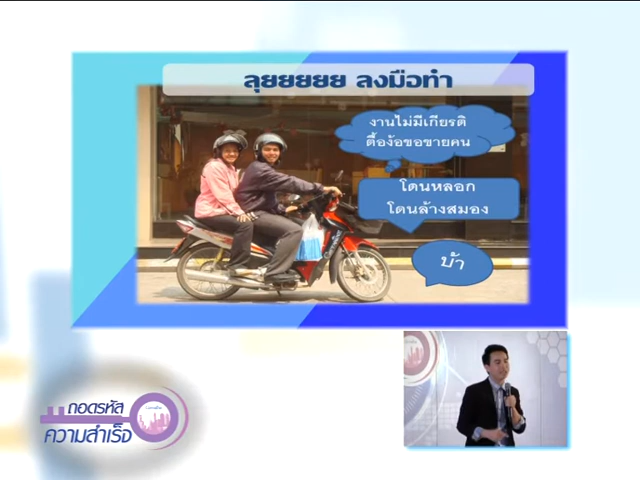 ลุยยยยย ลงมือทำ
งานไม่มีเกียรติ
ตื้อง้อขอขายคน
โดนหลอก
โดนล้างสมอง
บ้า
ถอดรหัส
ความสำเร็จ